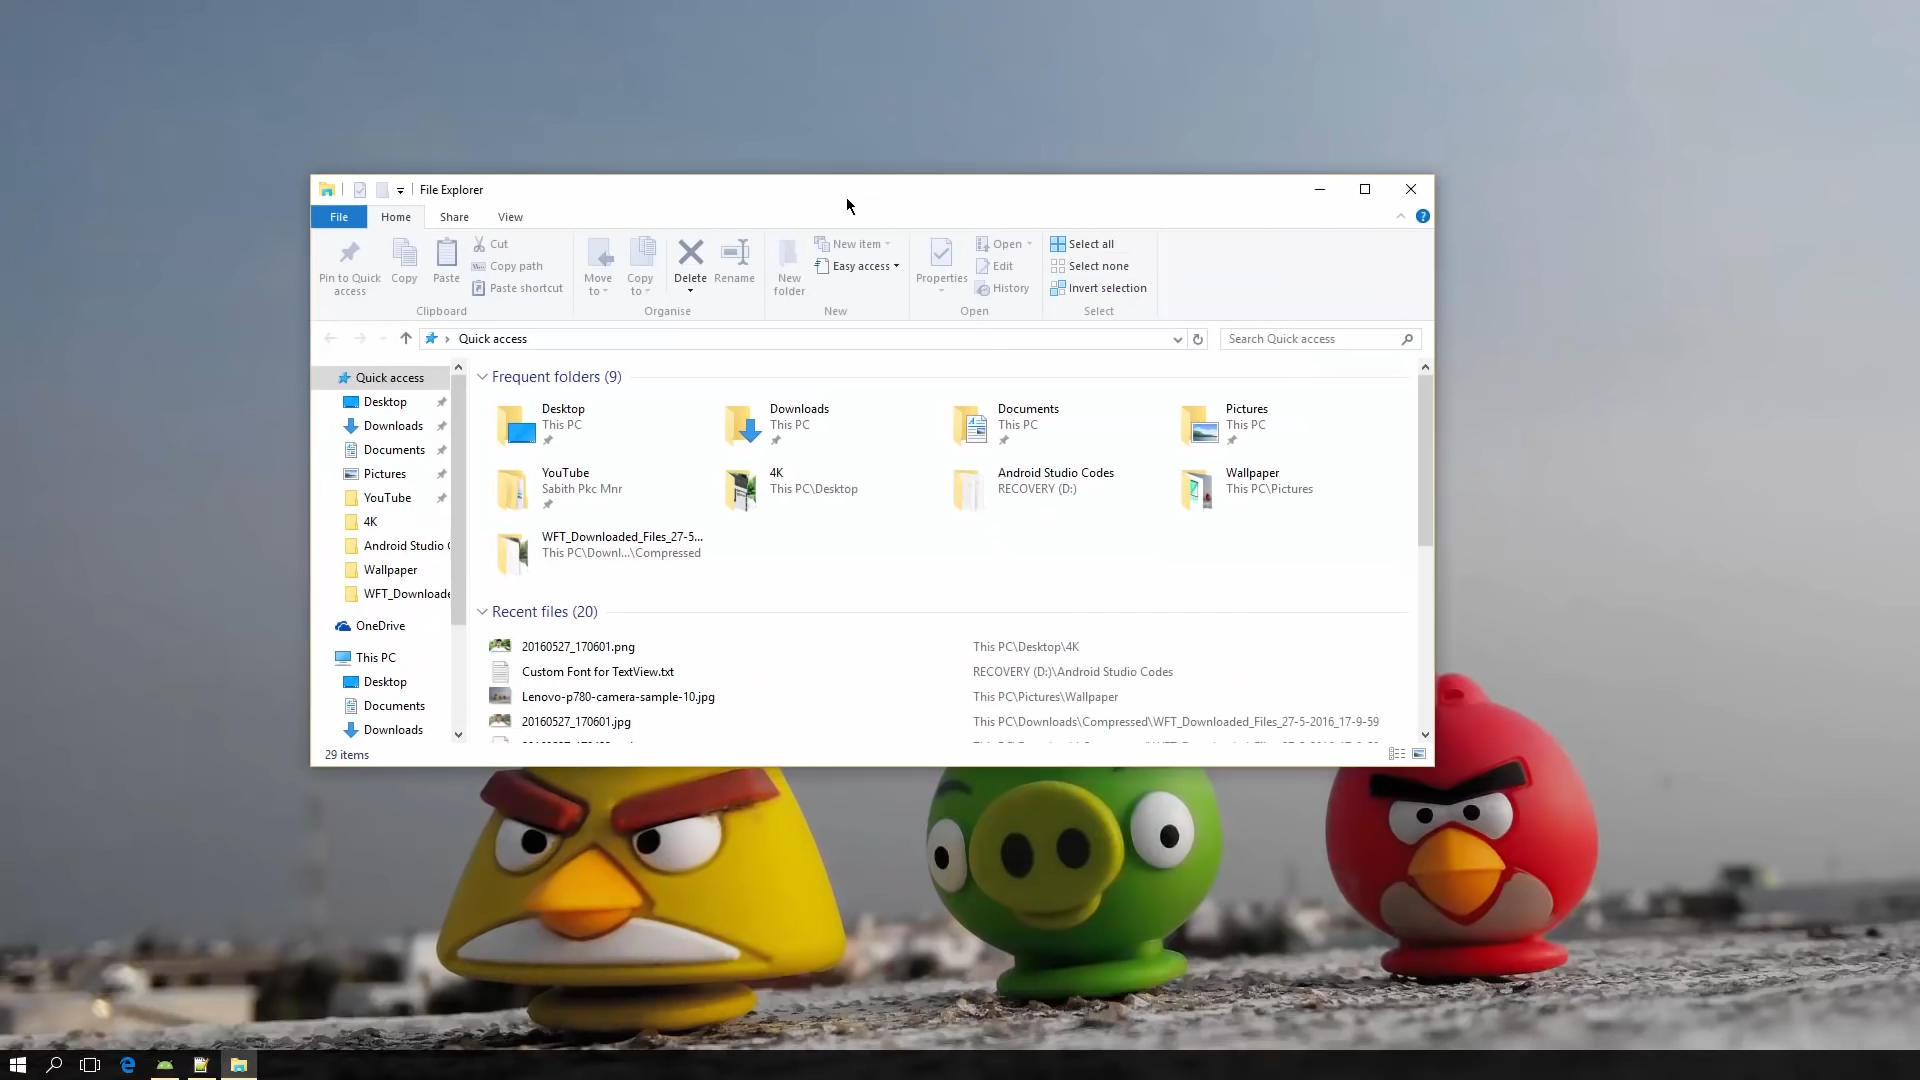 File Explorer
File Home Share View
Pin to Quick access
Copy
Paste
Cut
Copy path
Paste shortcut
Clipboard
Move to
Copy to
Delete
Rename
Organise
New folder
New item
Easy access
New
Properties
Open
Edit
History
Open
Select all
Select none
Invert selection
Select
Quick access
Search Quick access
Quick access
Desktop
Downloads
Documents
Pictures
YouTube
4K
Android Studio
Wallpaper
WFT_Downloade
OneDrive
This PC
Desktop
Documents
Downloads
Frequent folders (9)
Desktop
This PC
Downloads
This PC
Documents
This PC
Pictures
This PC
YouTube
Sabith Pkc Mnr
4K
This PC\Desktop
Android Studio Codes
RECOVERY (D:)
Wallpaper
This PC\Pictures
WFT_Downloaded_Files_27-5...
This PC\Downl...\Compressed
Recent files (20)
20160527_170601.png This PC\Desktop\4K
Custom Font for TextView.txt RECOVERY (D:)\Android Studio Codes
Lenovo-p780-camera-sample-10.jpg This PC\Pictures\Wallpaper
20160527_170601.jpg This PC\Downloads\Compressed\WFT_Downloaded_Files_27-5-2016_17-9-59
29 items